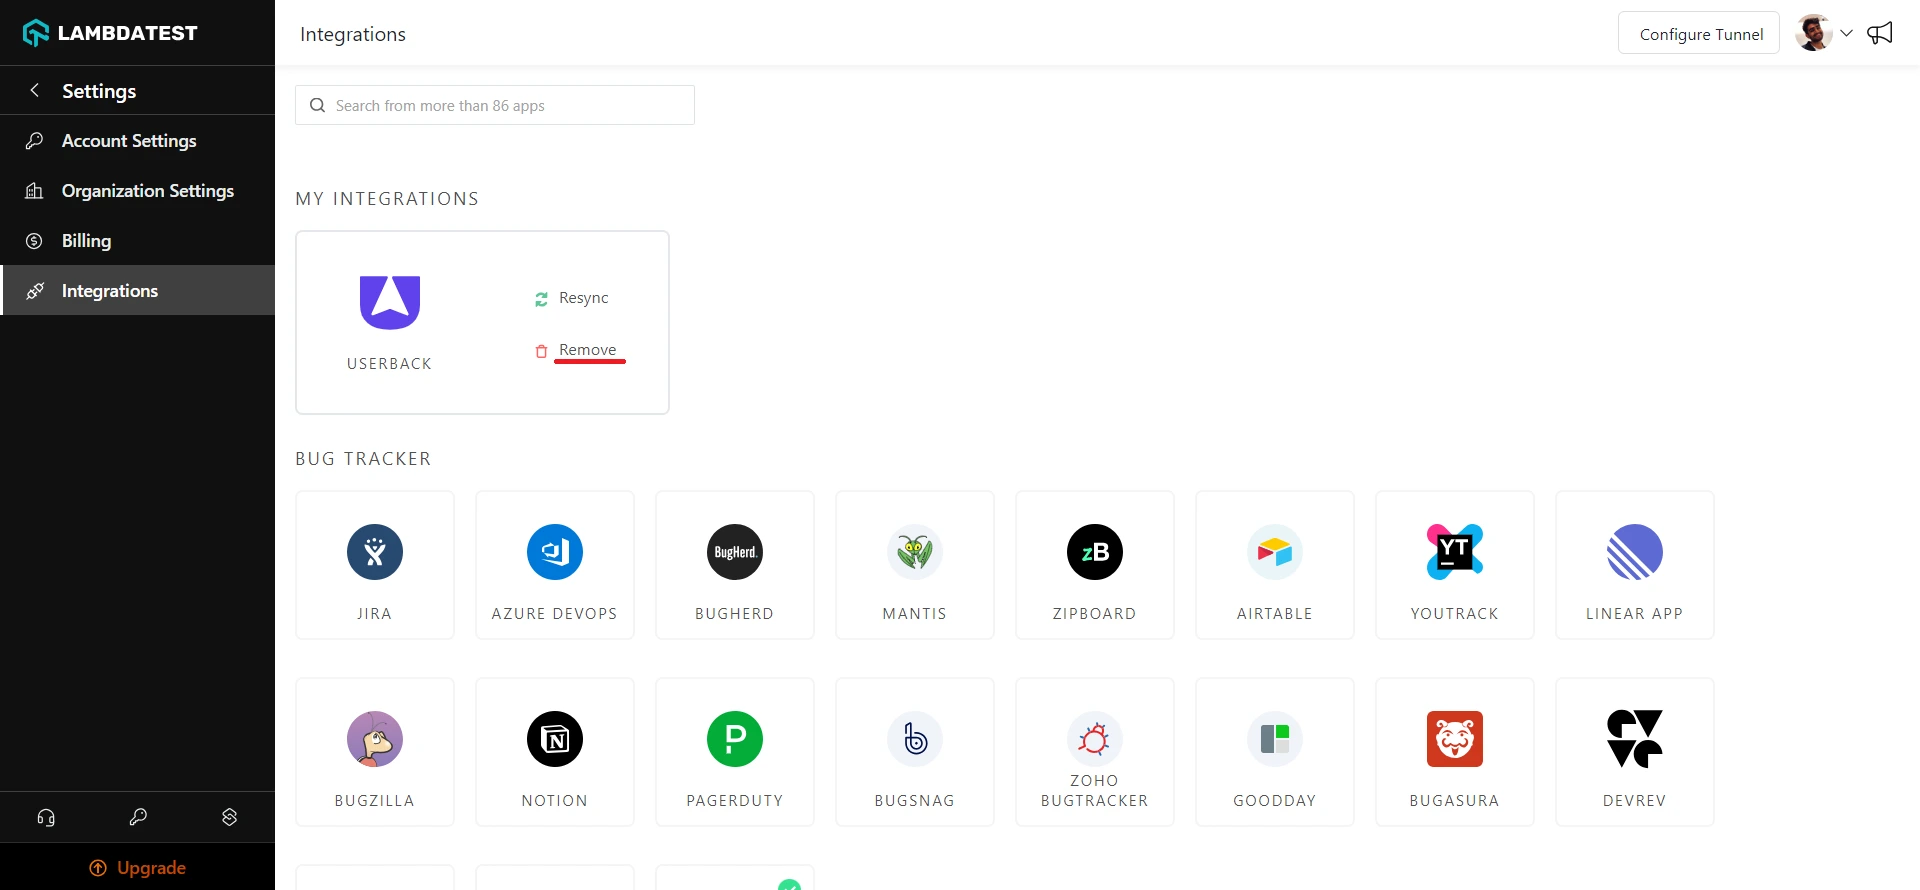 LAMBDATEST
Integrations
Configure Tunnel
Settings
Account Settings
Organization Settings
Billing
Integrations
Upgrade
Search from more than 86 apps
MY INTEGRATIONS
USERBACK
Resync
Remove
BUG TRACKER
JIRA
AZURE DEVOPS
BugHerd.
BUGHERD
MANTIS
zB
ZIPBOARD
AIRTABLE
YT
YOUTRACK
LINEAR APP
BUGZILLA
N
NOTION
P
PAGERDUTY
b
BUGSNAG
ZOHO
BUGTRACKER
GOODDAY
BUGASURA
DEVREV